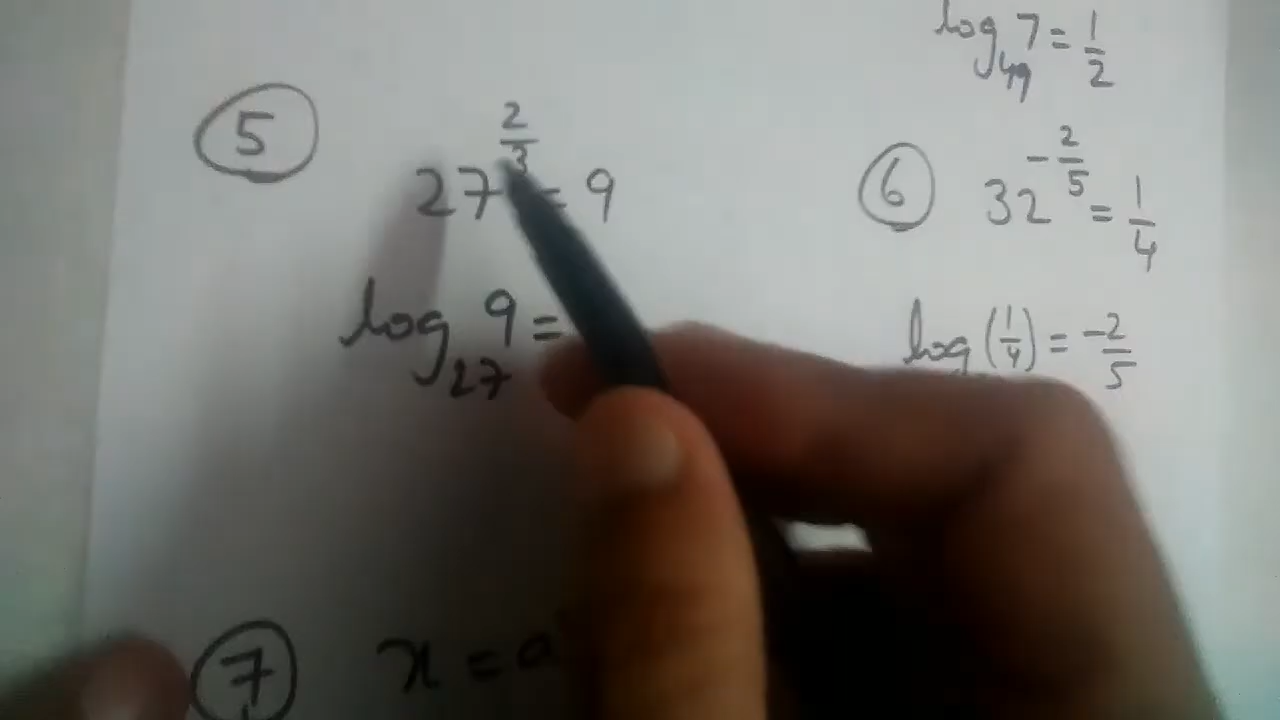 log₄₉ 7 = 1/2
5
27^(2/3) = 9
log₂₇ 9 =
6
32^(-2/5) = 1/4
log (1/4) = -2/5
7
x = a